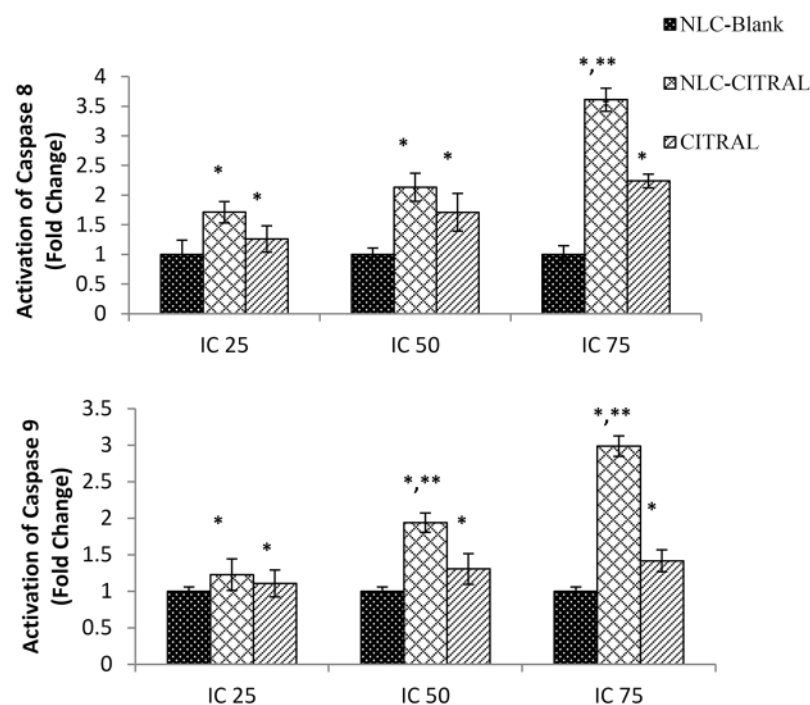 NLC-Blank
NLC-CITRAL
CITRAL
Activation of Caspase 8
(Fold Change)
4
3.5
3
2.5
2
1.5
1
0.5
0
*
*
*
*
*,**
*
IC 25
IC 50
IC 75
Activation of Caspase 9
(Fold Change)
3.5
3
2.5
2
1.5
1
0.5
0
*
*
*,**
*
*,**
*
IC 25
IC 50
IC 75